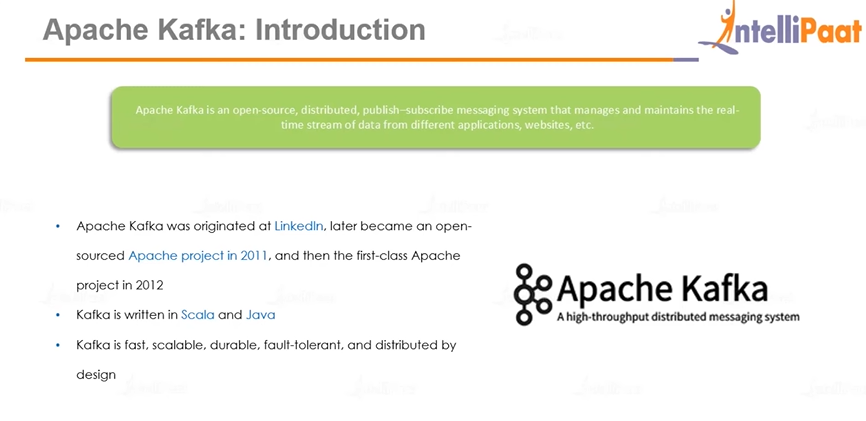 Apache Kafka: Introduction
IntelliPaat
Apache Kafka is an open-source, distributed, publish–subscribe messaging system that manages and maintains the real-
time stream of data from different applications, websites, etc.
• Apache Kafka was originated at LinkedIn, later became an open-
sourced Apache project in 2011, and then the first-class Apache
project in 2012
• Kafka is written in Scala and Java
• Kafka is fast, scalable, durable, fault-tolerant, and distributed by
design
Apache Kafka
A high-throughput distributed messaging system